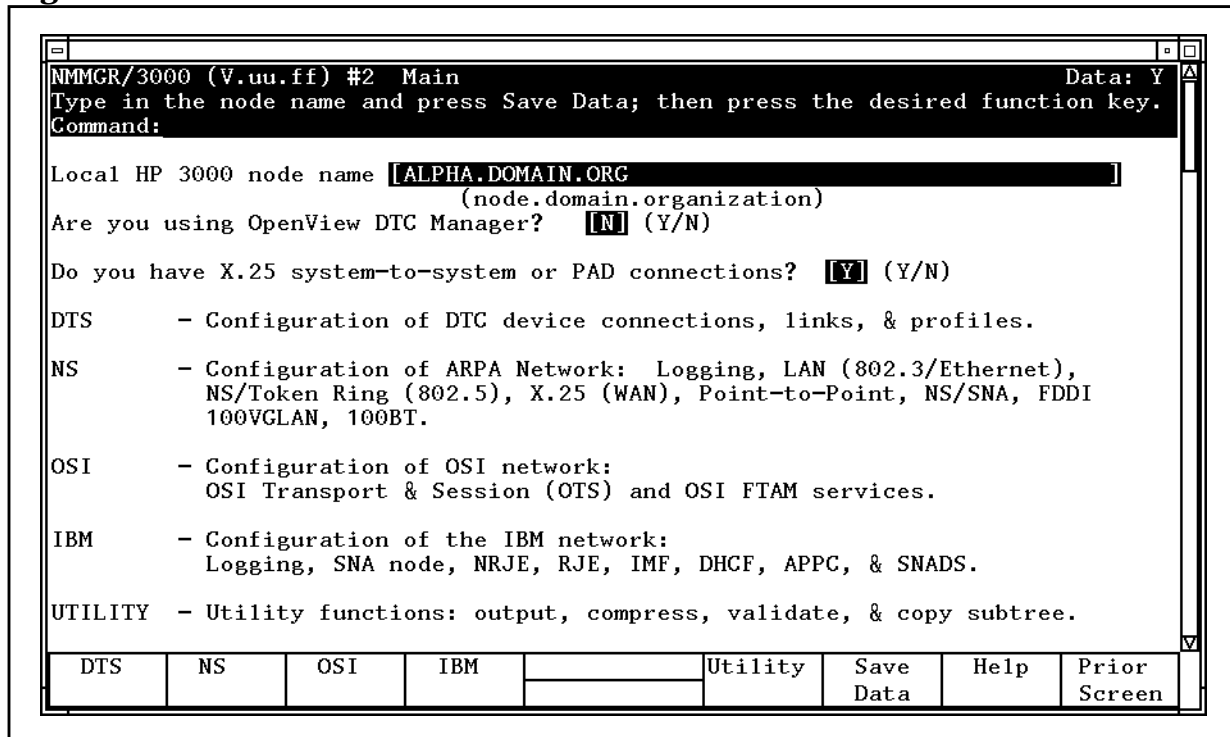 NMMGR/3000 (V.uu.ff) #2 Main Data: Y
Type in the node name and press Save Data; then press the desired function key.
Command:
Local HP 3000 node name [ALPHA.DOMAIN.ORG ]
(node.domain.organization)
Are you using OpenView DTC Manager? [N] (Y/N)
Do you have X.25 system-to-system or PAD connections? [Y] (Y/N)
DTS - Configuration of DTC device connections, links, & profiles.
NS - Configuration of ARPA Network: Logging, LAN (802.3/Ethernet),
NS/Token Ring (802.5), X.25 (WAN), Point-to-Point, NS/SNA, FDDI
100VGLAN, 100BT.
OSI - Configuration of OSI network:
OSI Transport & Session (OTS) and OSI FTAM services.
IBM - Configuration of the IBM network:
Logging, SNA node, NRJE, RJE, IMF, DHCF, APPC, & SNADS.
UTILITY - Utility functions: output, compress, validate, & copy subtree.
DTS NS OSI IBM Utility Save Help Prior
Data Screen